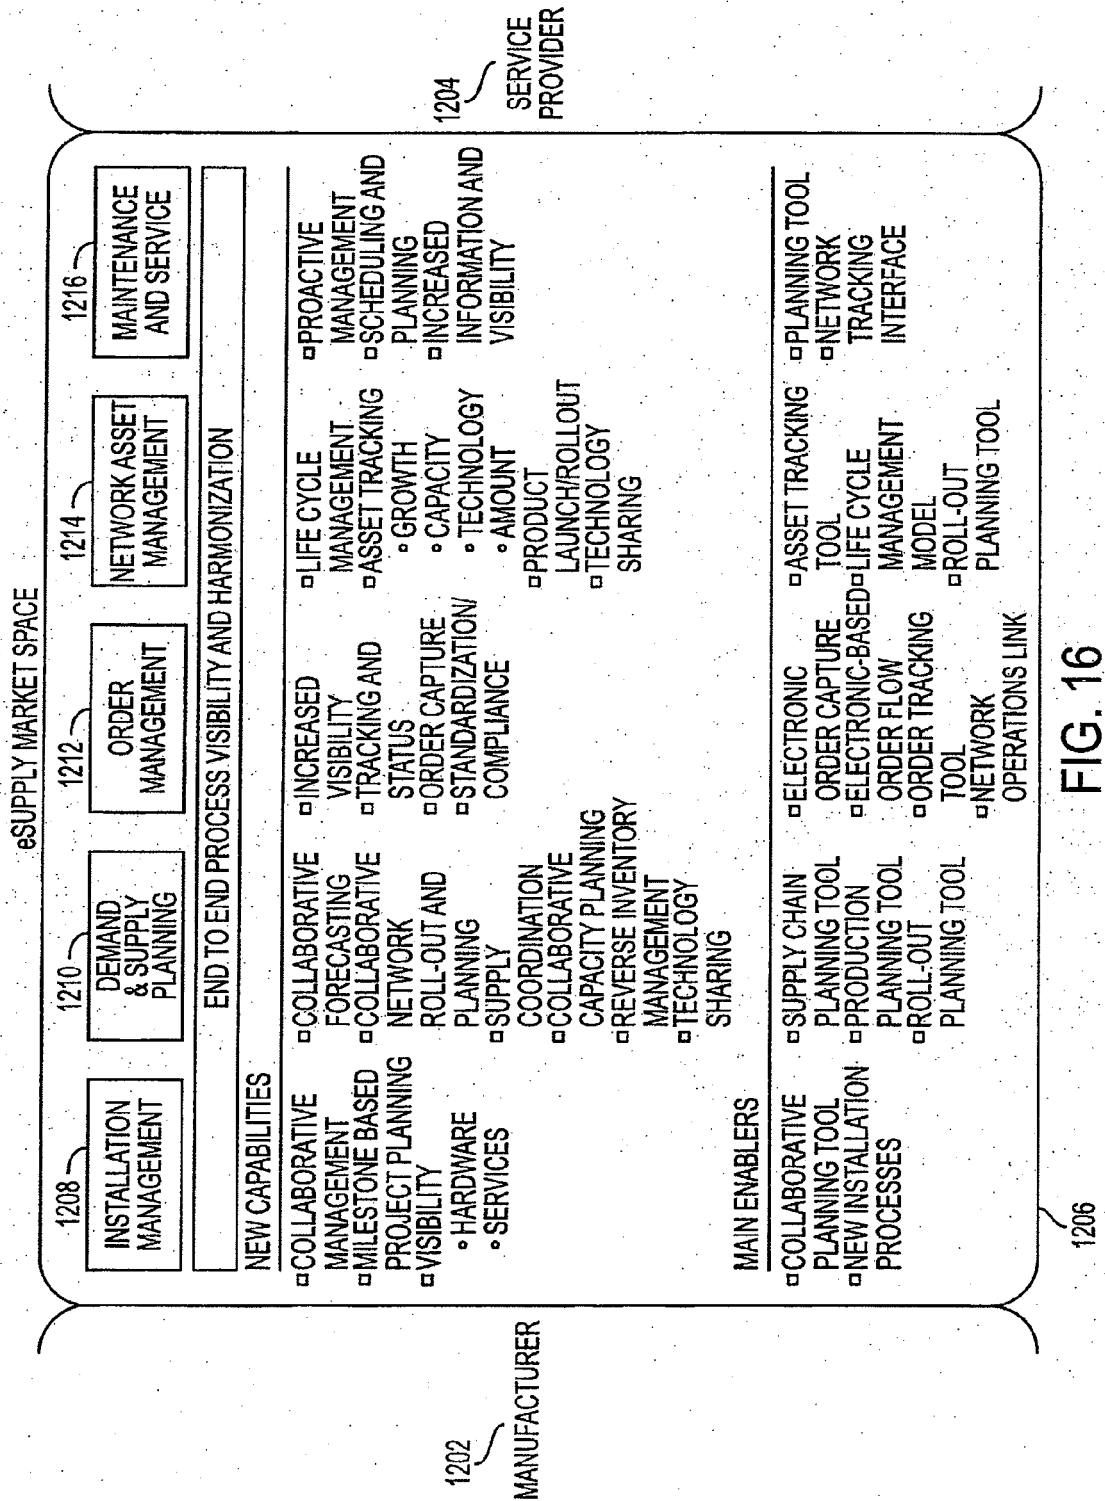 eSUPPLY MARKET SPACE
1208
INSTALLATION
MANAGEMENT
1210
DEMAND
& SUPPLY
PLANNING
1212
ORDER
MANAGEMENT
1214
NETWORK ASSET
MANAGEMENT
1216
MAINTENANCE
AND SERVICE
END TO END PROCESS VISIBILITY AND HARMONIZATION
NEW CAPABILITIES
▫COLLABORATIVE
MANAGEMENT
▫MILESTONE BASED
PROJECT PLANNING
▫VISIBILITY
• HARDWARE
• SERVICES
▫COLLABORATIVE
FORECASTING
▫COLLABORATIVE
NETWORK
ROLL-OUT AND
PLANNING
▫SUPPLY
COORDINATION
▫COLLABORATIVE
CAPACITY PLANNING
▫REVERSE INVENTORY
MANAGEMENT
▫TECHNOLOGY
SHARING
▫INCREASED
VISIBILITY
▫TRACKING AND
STATUS
▫ORDER CAPTURE
▫STANDARDIZATION/
COMPLIANCE
▫LIFE CYCLE
MANAGEMENT
▫ASSET TRACKING
• GROWTH
• CAPACITY
• TECHNOLOGY
• AMOUNT
▫PRODUCT
LAUNCH/ROLLOUT
▫TECHNOLOGY
SHARING
▫PROACTIVE
MANAGEMENT
▫SCHEDULING AND
PLANNING
▫INCREASED
INFORMATION AND
VISIBILITY
MAIN ENABLERS
▫COLLABORATIVE
PLANNING TOOL
▫NEW INSTALLATION
PROCESSES
▫SUPPLY CHAIN
PLANNING TOOL
▫PRODUCTION
PLANNING TOOL
▫ROLL-OUT
PLANNING TOOL
▫ELECTRONIC
ORDER CAPTURE
▫ELECTRONIC-BASED
ORDER FLOW
▫ORDER TRACKING
TOOL
▫NETWORK
OPERATIONS LINK
▫ASSET TRACKING
TOOL
▫LIFE CYCLE
MANAGEMENT
MODEL
▫ROLL-OUT
PLANNING TOOL
▫PLANNING TOOL
▫NETWORK
TRACKING
INTERFACE
1202
MANUFACTURER
1204
SERVICE
PROVIDER
1206
FIG. 16